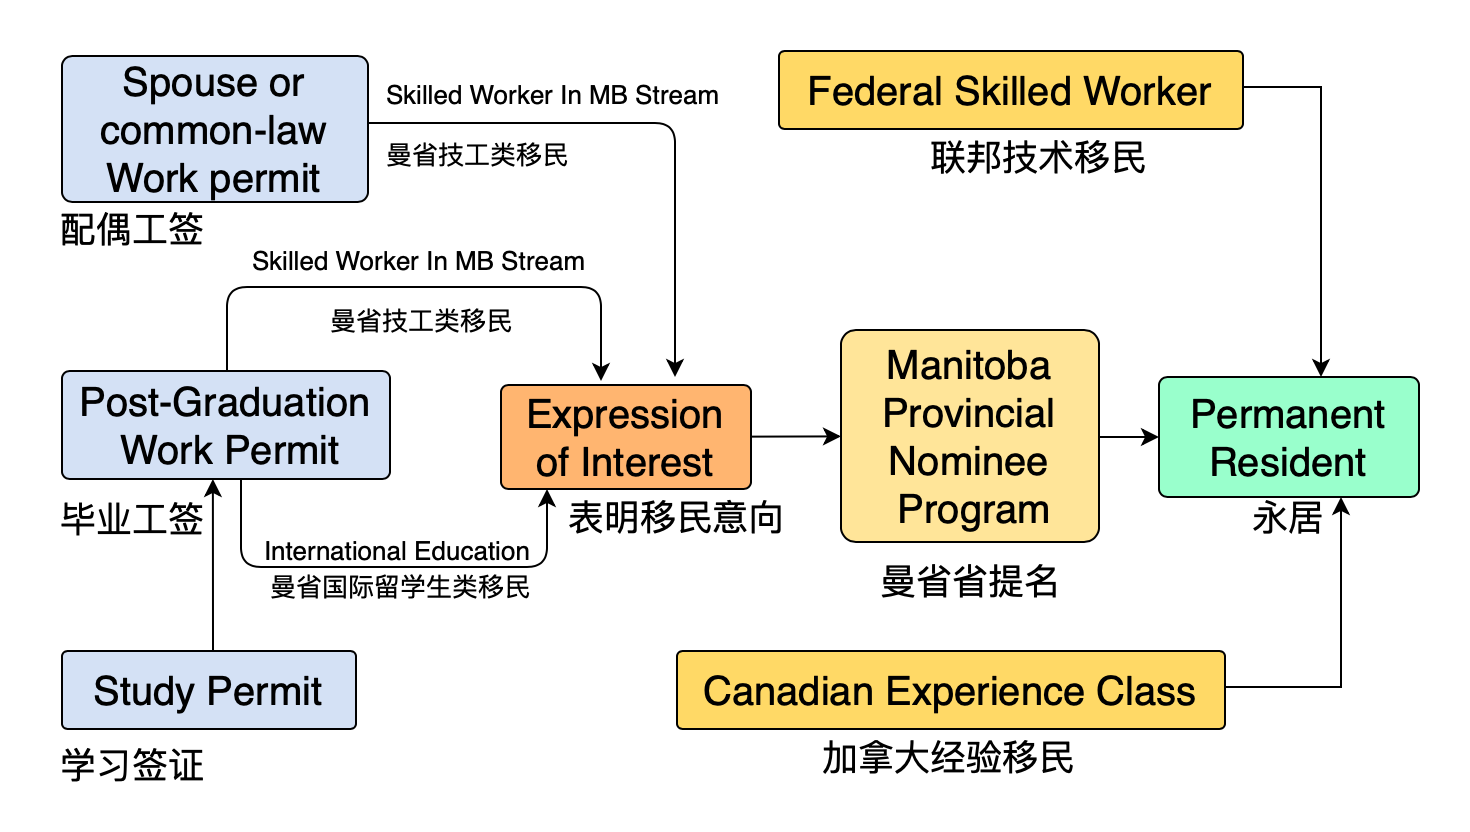 Spouse or
common-law
Work permit
配偶工签
Skilled Worker In MB Stream
曼省技工类移民
Federal Skilled Worker
联邦技术移民
Skilled Worker In MB Stream
曼省技工类移民
Post-Graduation
Work Permit
毕业工签
Expression
of Interest
表明移民意向
Manitoba
Provincial
Nominee
Program
曼省省提名
Permanent
Resident
永居
International Education
曼省国际留学生类移民
Study Permit
学习签证
Canadian Experience Class
加拿大经验移民